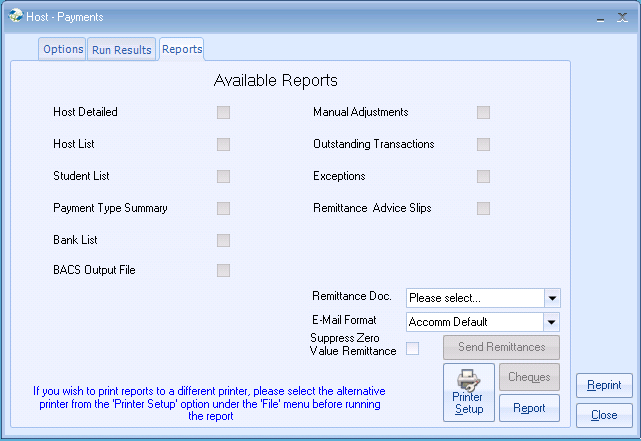 Host - Payments
Options Run Results Reports
Available Reports
Host Detailed Manual Adjustments
Host List Outstanding Transactions
Student List Exceptions
Payment Type Summary Remittance Advice Slips
Bank List
BACS Output File
Remittance Doc. Please select...
E-Mail Format Accomm Default
Suppress Zero
Value Remittance
Send Remittances
Printer
Setup
Cheques
Report
Reprint
Close
If you wish to print reports to a different printer, please select the alternative
printer from the 'Printer Setup' option under the 'File' menu before running
the report